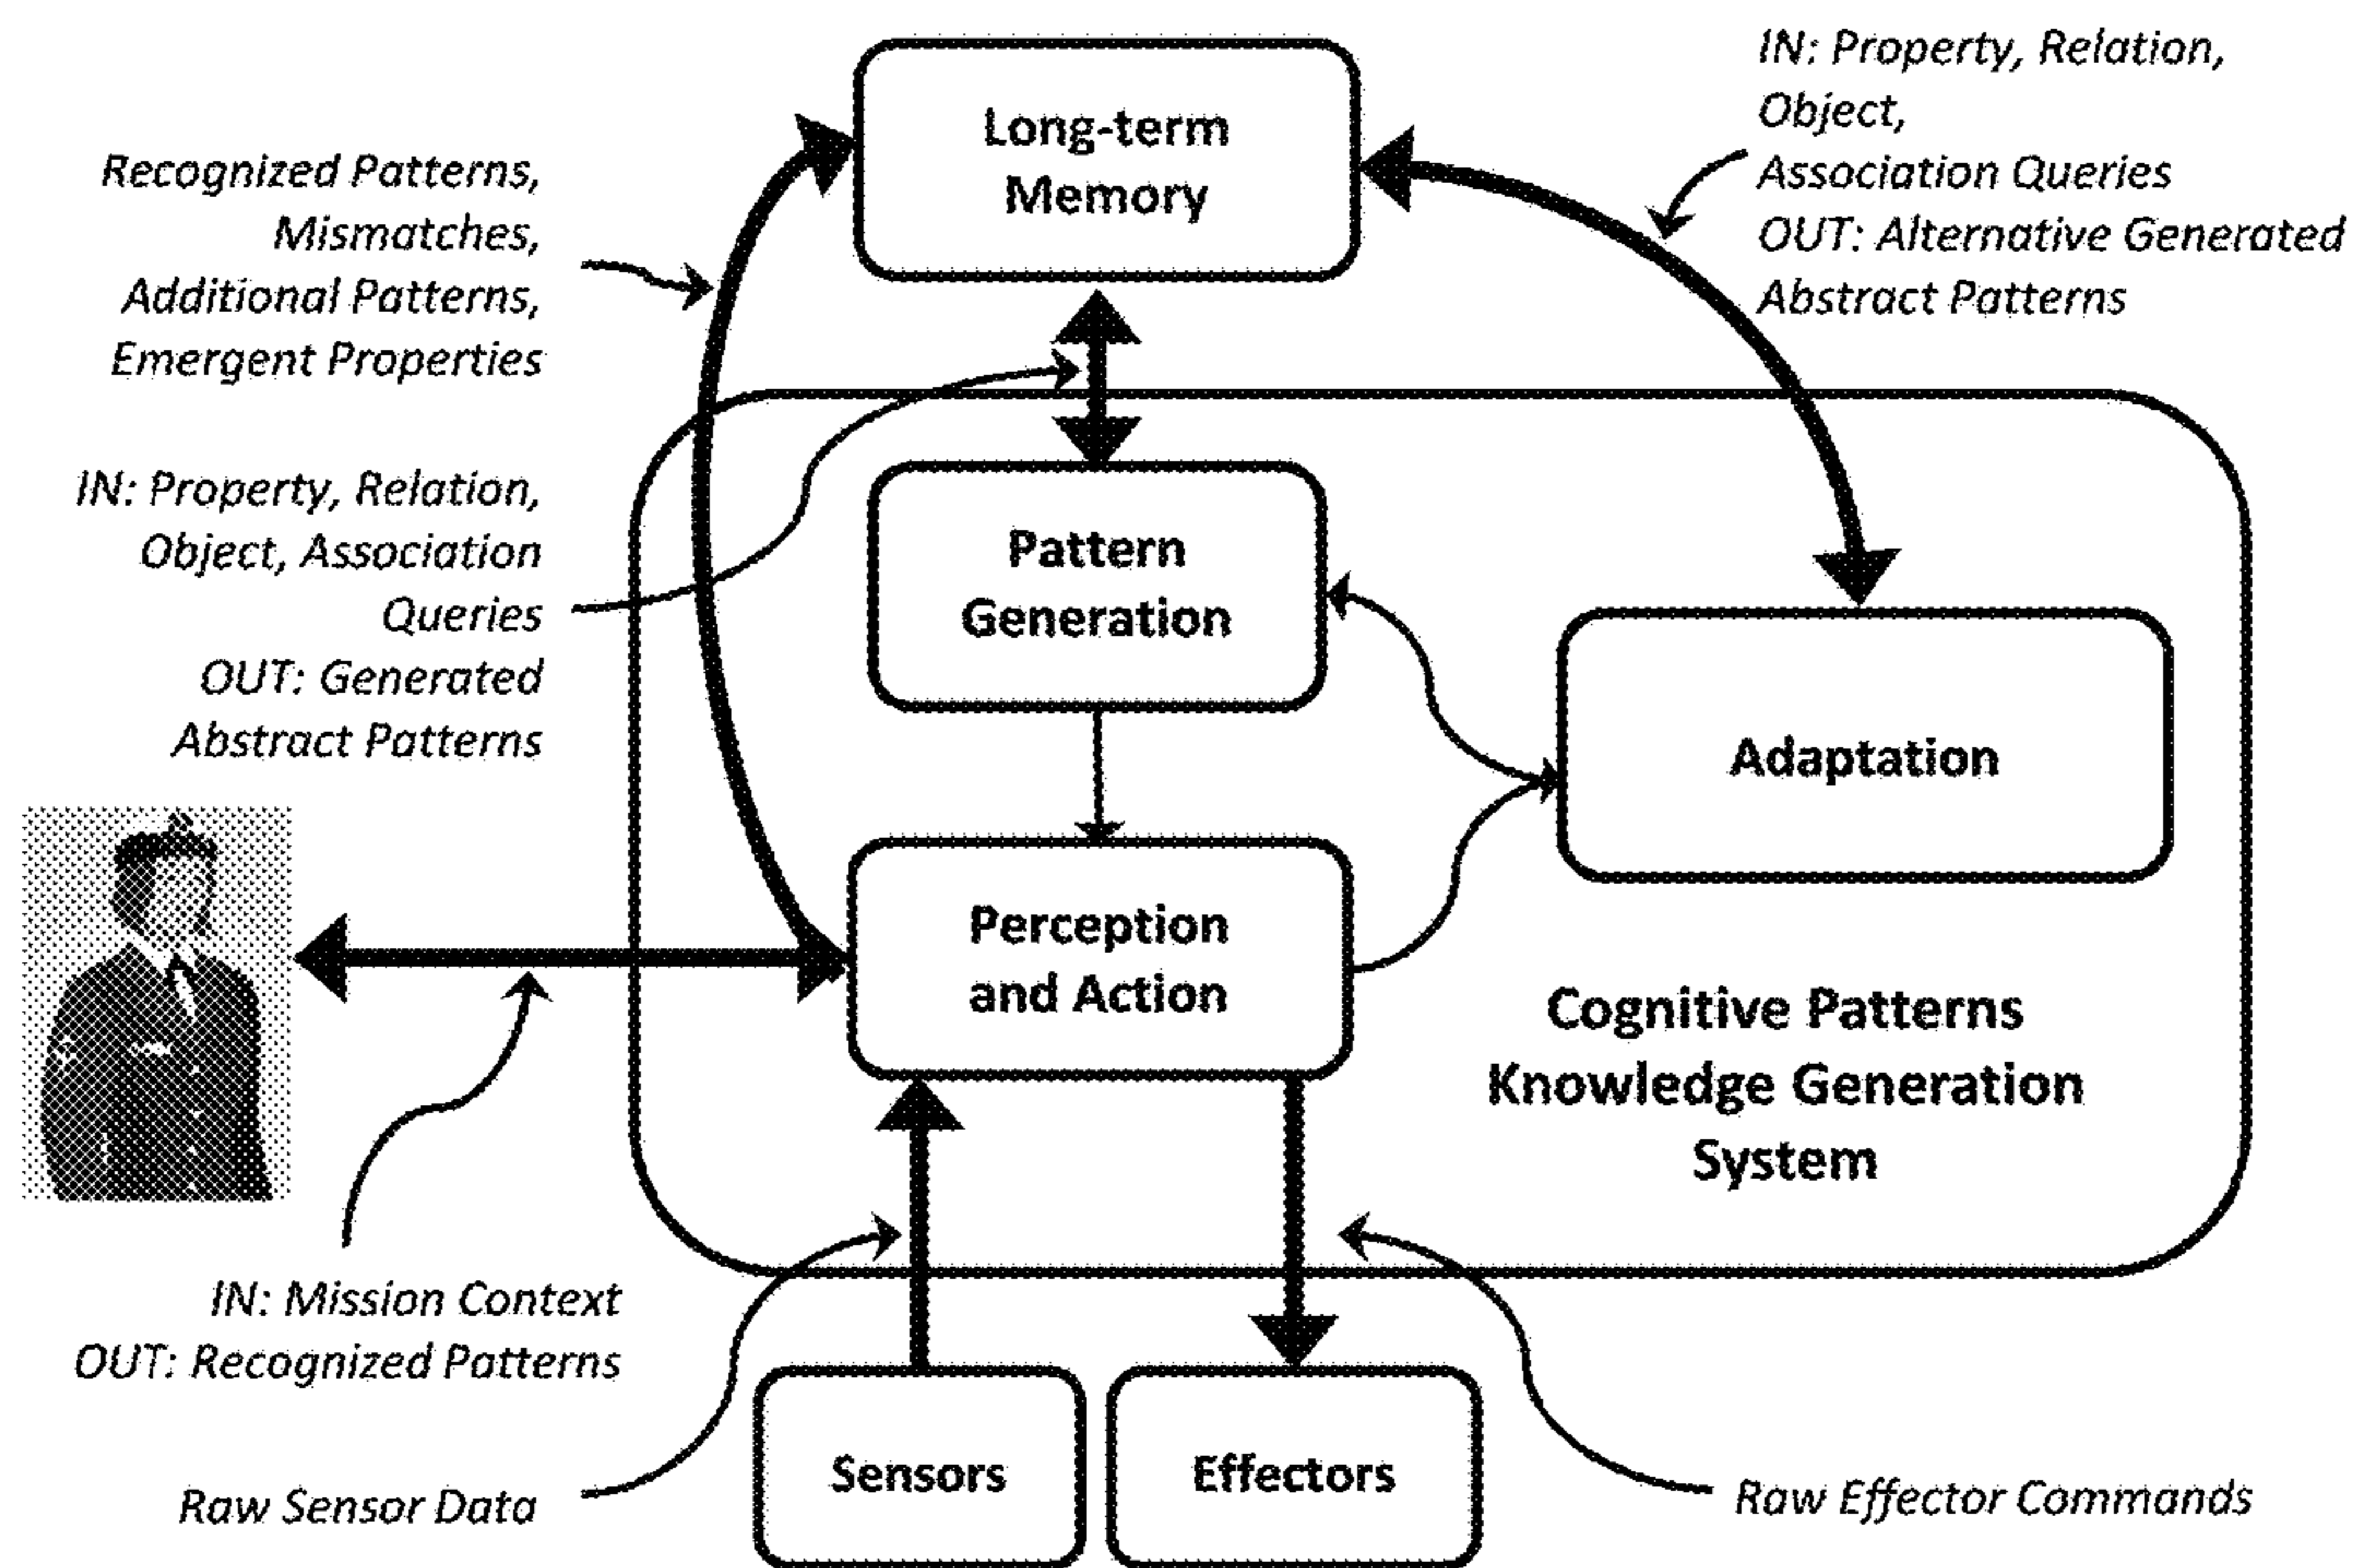 IN: Property, Relation,
Object,
Association Queries
OUT: Alternative Generated
Abstract Patterns
Long-term
Memory
Recognized Patterns,
Mismatches,
Additional Patterns,
Emergent Properties
IN: Property, Relation,
Object, Association
Queries
OUT: Generated
Abstract Patterns
Pattern
Generation
Adaptation
Perception
and Action
Cognitive Patterns
Knowledge Generation
System
IN: Mission Context
OUT: Recognized Patterns
Sensors
Effectors
Raw Sensor Data
Raw Effector Commands